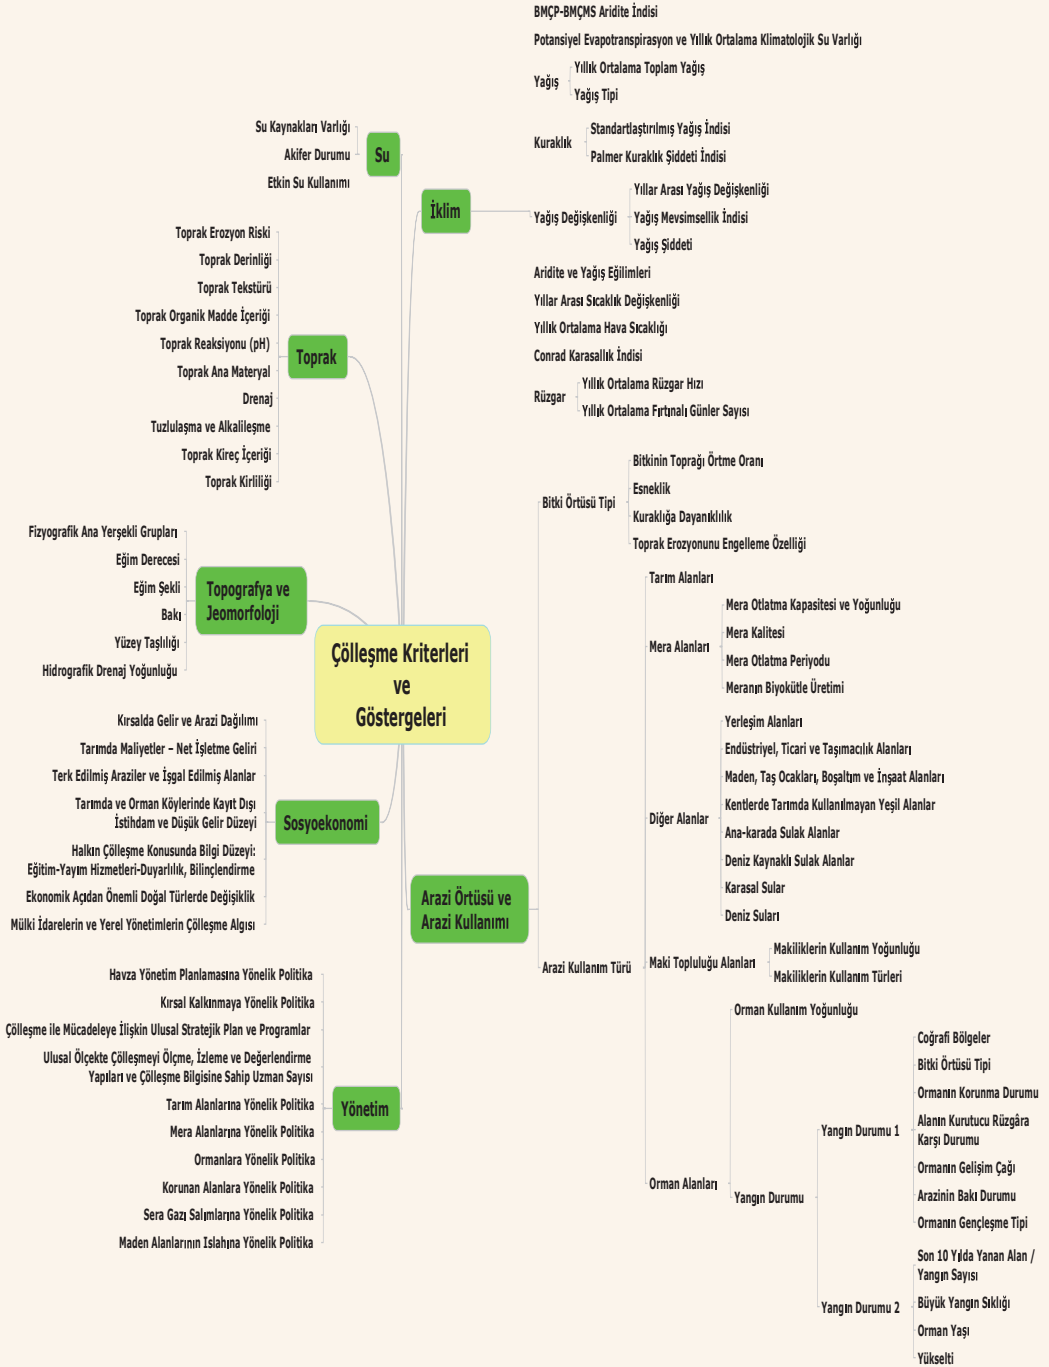 Çölleşme Kriterleri
ve
Göstergeleri
Su
Su Kaynakları Varlığı
Akifer Durumu
Etkin Su Kullanımı
Toprak
Toprak Erozyon Riski
Toprak Derinliği
Toprak Tekstürü
Toprak Organik Madde İçeriği
Toprak Reaksiyonu (pH)
Toprak Ana Materyal
Drenaj
Tuzlulaşma ve Alkalileşme
Toprak Kireç İçeriği
Toprak Kirliliği
Topografya ve
Jeomorfoloji
Fizyografik Ana Yerşekli Grupları
Eğim Derecesi
Eğim Şekli
Bakı
Yüzey Taşlılığı
Hidrografik Drenaj Yoğunluğu
Sosyoekonomi
Kırsalda Gelir ve Arazi Dağılımı
Tarımda Maliyetler – Net İşletme Geliri
Terk Edilmiş Araziler ve İşgal Edilmiş Alanlar
Tarımda ve Orman Köylerinde Kayıt Dışı
İstihdam ve Düşük Gelir Düzeyi
Halkın Çölleşme Konusunda Bilgi Düzeyi:
Eğitim-Yayım Hizmetleri-Duyarlılık, Bilinçlendirme
Ekonomik Açıdan Önemli Doğal Türlerde Değişiklik
Mülki İdarelerin ve Yerel Yönetimlerin Çölleşme Algısı
Yönetim
Havza Yönetim Planlamasına Yönelik Politika
Kırsal Kalkınmaya Yönelik Politika
Çölleşme ile Mücadeleye İlişkin Ulusal Stratejik Plan ve Programlar
Ulusal Ölçekte Çölleşmeyi Ölçme, İzleme ve Değerlendirme
Yapıları ve Çölleşme Bilgisine Sahip Uzman Sayısı
Tarım Alanlarına Yönelik Politika
Mera Alanlarına Yönelik Politika
Ormanlara Yönelik Politika
Korunan Alanlara Yönelik Politika
Sera Gazı Salımlarına Yönelik Politika
Maden Alanlarının Islahına Yönelik Politika
İklim
BMÇP-BMÇMS Aridite İndisi
Potansiyel Evapotranspirasyon ve Yıllık Ortalama Klimatolojik Su Varlığı
Yağış
Yıllık Ortalama Toplam Yağış
Yağış Tipi
Kuraklık
Standartlaştırılmış Yağış İndisi
Palmer Kuraklık Şiddeti İndisi
Yağış Değişkenliği
Yıllar Arası Yağış Değişkenliği
Yağış Mevsimsellik İndisi
Yağış Şiddeti
Aridite ve Yağış Eğilimleri
Yıllar Arası Sıcaklık Değişkenliği
Yıllık Ortalama Hava Sıcaklığı
Conrad Karasallık İndisi
Rüzgar
Yıllık Ortalama Rüzgar Hızı
Yıllık Ortalama Fırtınalı Günler Sayısı
Arazi Örtüsü ve
Arazi Kullanımı
Bitki Örtüsü Tipi
Bitkinin Toprağı Örtme Oranı
Esneklik
Kuraklığa Dayanıklılık
Toprak Erozyonunu Engelleme Özelliği
Arazi Kullanım Türü
Tarım Alanları
Mera Alanları
Mera Otlatma Kapasitesi ve Yoğunluğu
Mera Kalitesi
Mera Otlatma Periyodu
Meranın Biyokütle Üretimi
Diğer Alanlar
Yerleşim Alanları
Endüstriyel, Ticari ve Taşımacılık Alanları
Maden, Taş Ocakları, Boşaltım ve İnşaat Alanları
Kentlerde Tarımda Kullanılmayan Yeşil Alanlar
Ana-karada Sulak Alanlar
Deniz Kaynaklı Sulak Alanlar
Karasal Sular
Deniz Suları
Maki Topluluğu Alanları
Makiliklerin Kullanım Yoğunluğu
Makiliklerin Kullanım Türleri
Orman Alanları
Orman Kullanım Yoğunluğu
Yangın Durumu
Yangın Durumu 1
Coğrafi Bölgeler
Bitki Örtüsü Tipi
Ormanın Korunma Durumu
Alanın Kurutucu Rüzgâra
Karşı Durumu
Ormanın Gelişim Çağı
Arazinin Bakı Durumu
Ormanın Gençleşme Tipi
Yangın Durumu 2
Son 10 Yılda Yanan Alan /
Yangın Sayısı
Büyük Yangın Sıklığı
Orman Yaşı
Yükselti